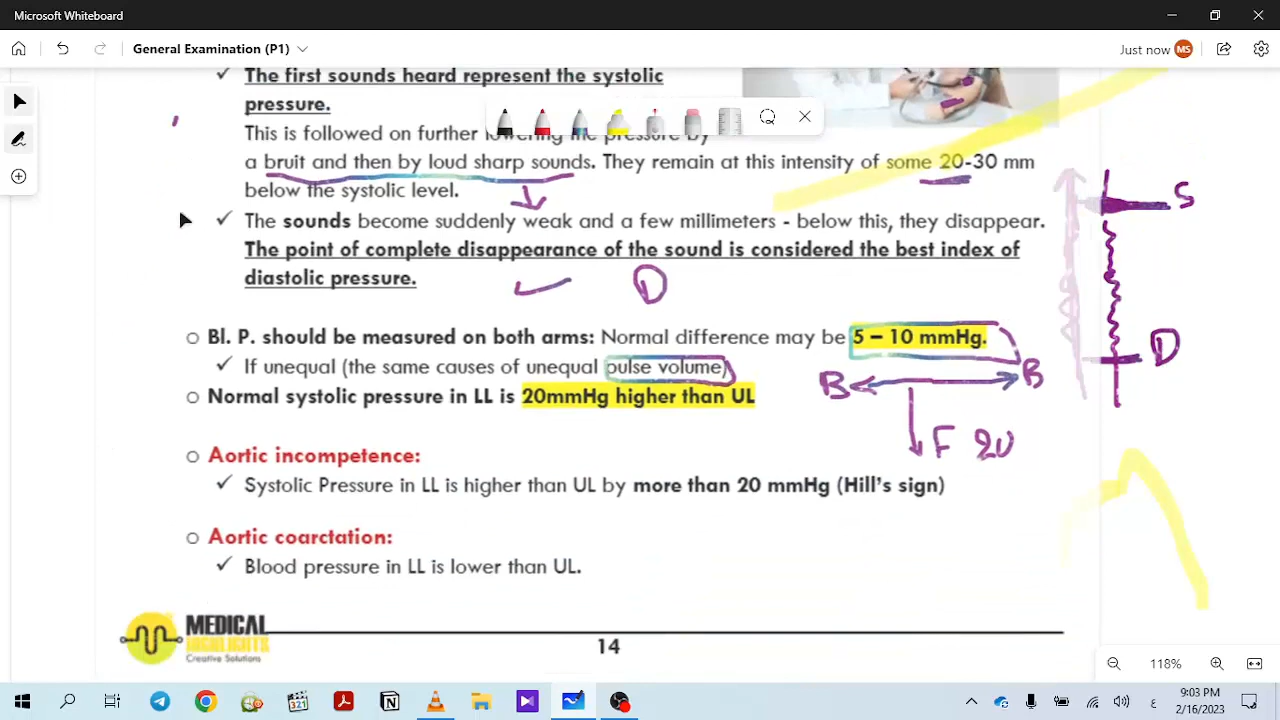 Microsoft Whiteboard
General Examination (P1)
Just now MS
✓ The first sounds heard represent the systolic
pressure.
This is followed on further lowering the pressure by
a bruit and then by loud sharp sounds. They remain at this intensity of some 20-30 mm
below the systolic level.
S
✓ The sounds become suddenly weak and a few millimeters - below this, they disappear.
The point of complete disappearance of the sound is considered the best index of
diastolic pressure.
D
○ Bl. P. should be measured on both arms: Normal difference may be 5 – 10 mmHg.
D
✓ If unequal (the same causes of unequal pulse volume)
B B
○ Normal systolic pressure in LL is 20mmHg higher than UL
F 20
○ Aortic incompetence:
✓ Systolic Pressure in LL is higher than UL by more than 20 mmHg (Hill's sign)
○ Aortic coarctation:
✓ Blood pressure in LL is lower than UL.
MEDICAL
HIGHLIGHTS
Creative Solutions
14
118%
321
9:03 PM
2/16/2023
ع